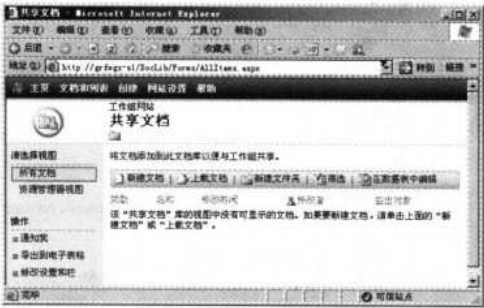 共享文档 - Microsoft Internet Explorer
文件(F) 编辑(E) 查看(V) 收藏(A) 工具(T) 帮助(H)
后退 搜索 收藏夹
地址(D) http://grfwgz-s1/DocLib/Forms/AllItems.aspx 转到 链接 »
主页 文档和列表 创建 网站设置 帮助
工作组网站
共享文档
请选择视图
所有文档
资源管理器视图
操作
通知我
导出到电子表格
修改设置和栏
将文档添加到此文档库以便与工作组共享。
新建文档 | 上载文档 | 新建文件夹 | 筛选 | 在数据表中编辑
类型 名称 修改时间 修改者 签出对象
该“共享文档”库的视图中没有可显示的文档。如果要新建文档，请单击上面的“新
建文档”或“上载文档”。
完毕 可信站点